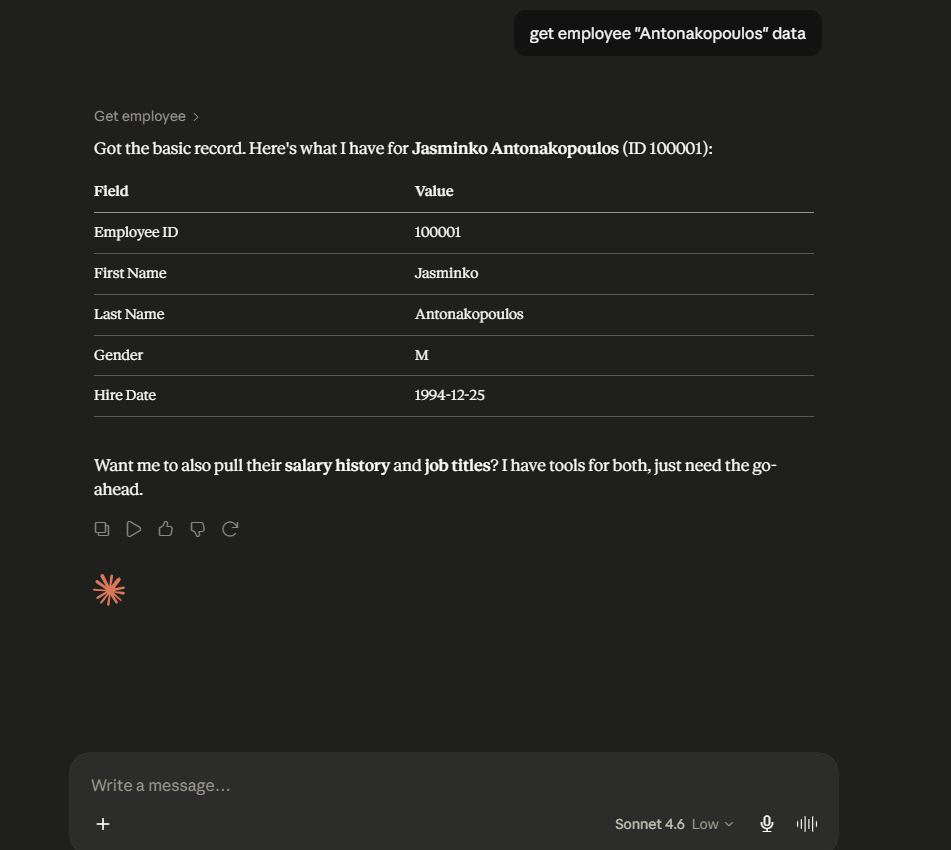 get employee "Antonakopoulos" data
Get employee >
Got the basic record. Here's what I have for Jasminko Antonakopoulos (ID 100001):
Field Value
Employee ID 100001
First Name Jasminko
Last Name Antonakopoulos
Gender M
Hire Date 1994-12-25
Want me to also pull their salary history and job titles? I have tools for both, just need the go-
ahead.
Write a message...
Sonnet 4.6 Low